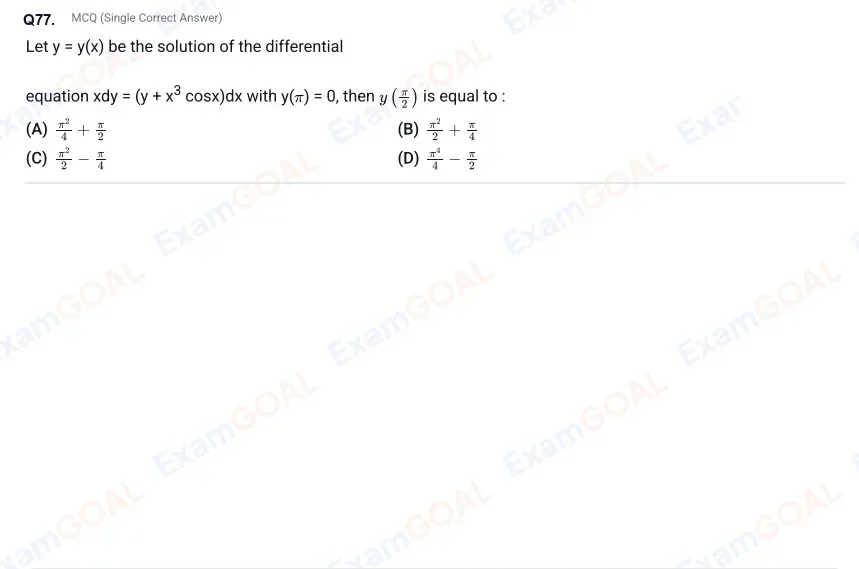 Q77. MCQ (Single Correct Answer)
Let y = y(x) be the solution of the differential
equation xdy = (y + x³ cosx)dx with y(π) = 0, then y(π/2) is equal to :
(A) π²/4 + π/2 (B) π²/2 + π/4
(C) π²/2 − π/4 (D) π⁴/4 − π/2
ExamGOAL